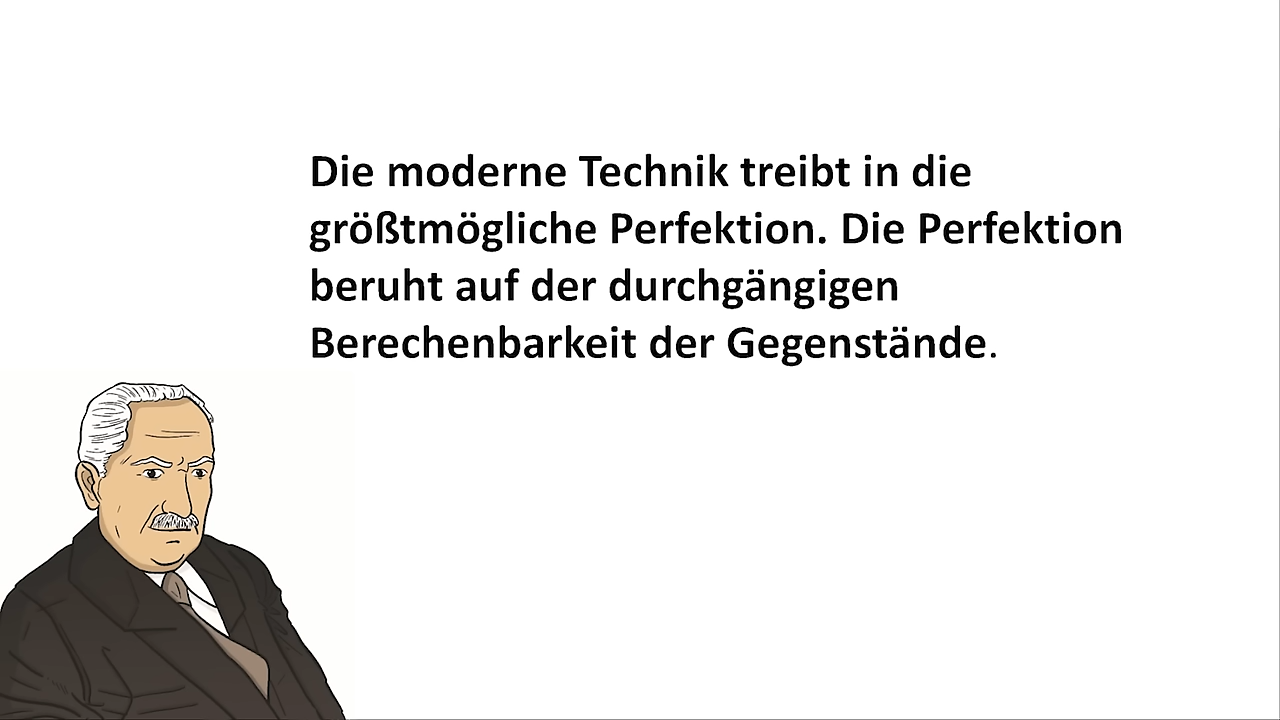 Die moderne Technik treibt in die
größtmögliche Perfektion. Die Perfektion
beruht auf der durchgängigen
Berechenbarkeit der Gegenstände.